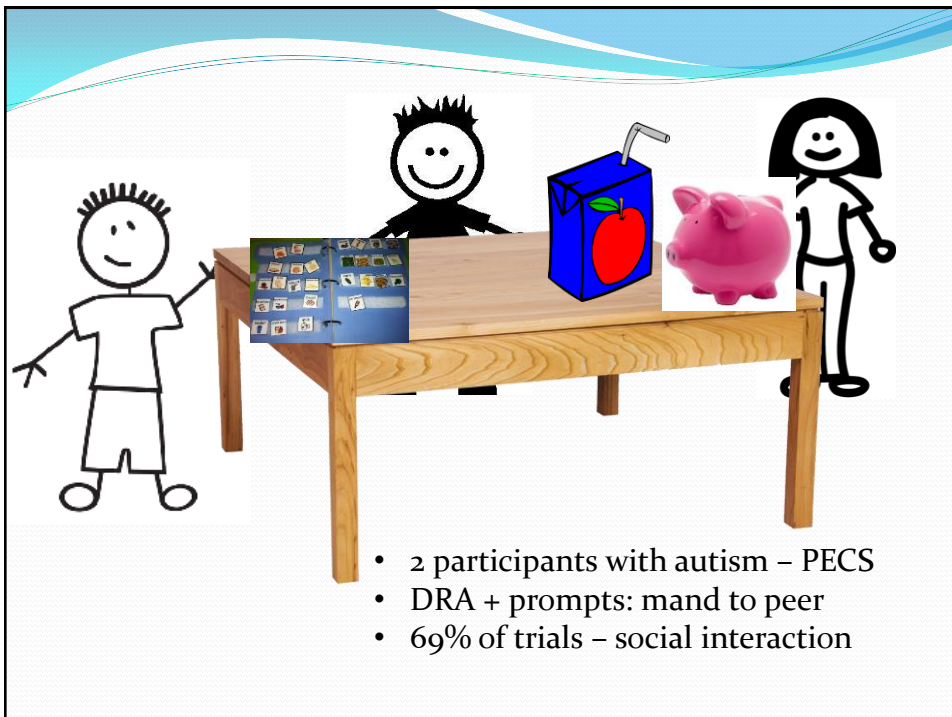 • 2 participants with autism – PECS
• DRA + prompts: mand to peer
• 69% of trials – social interaction